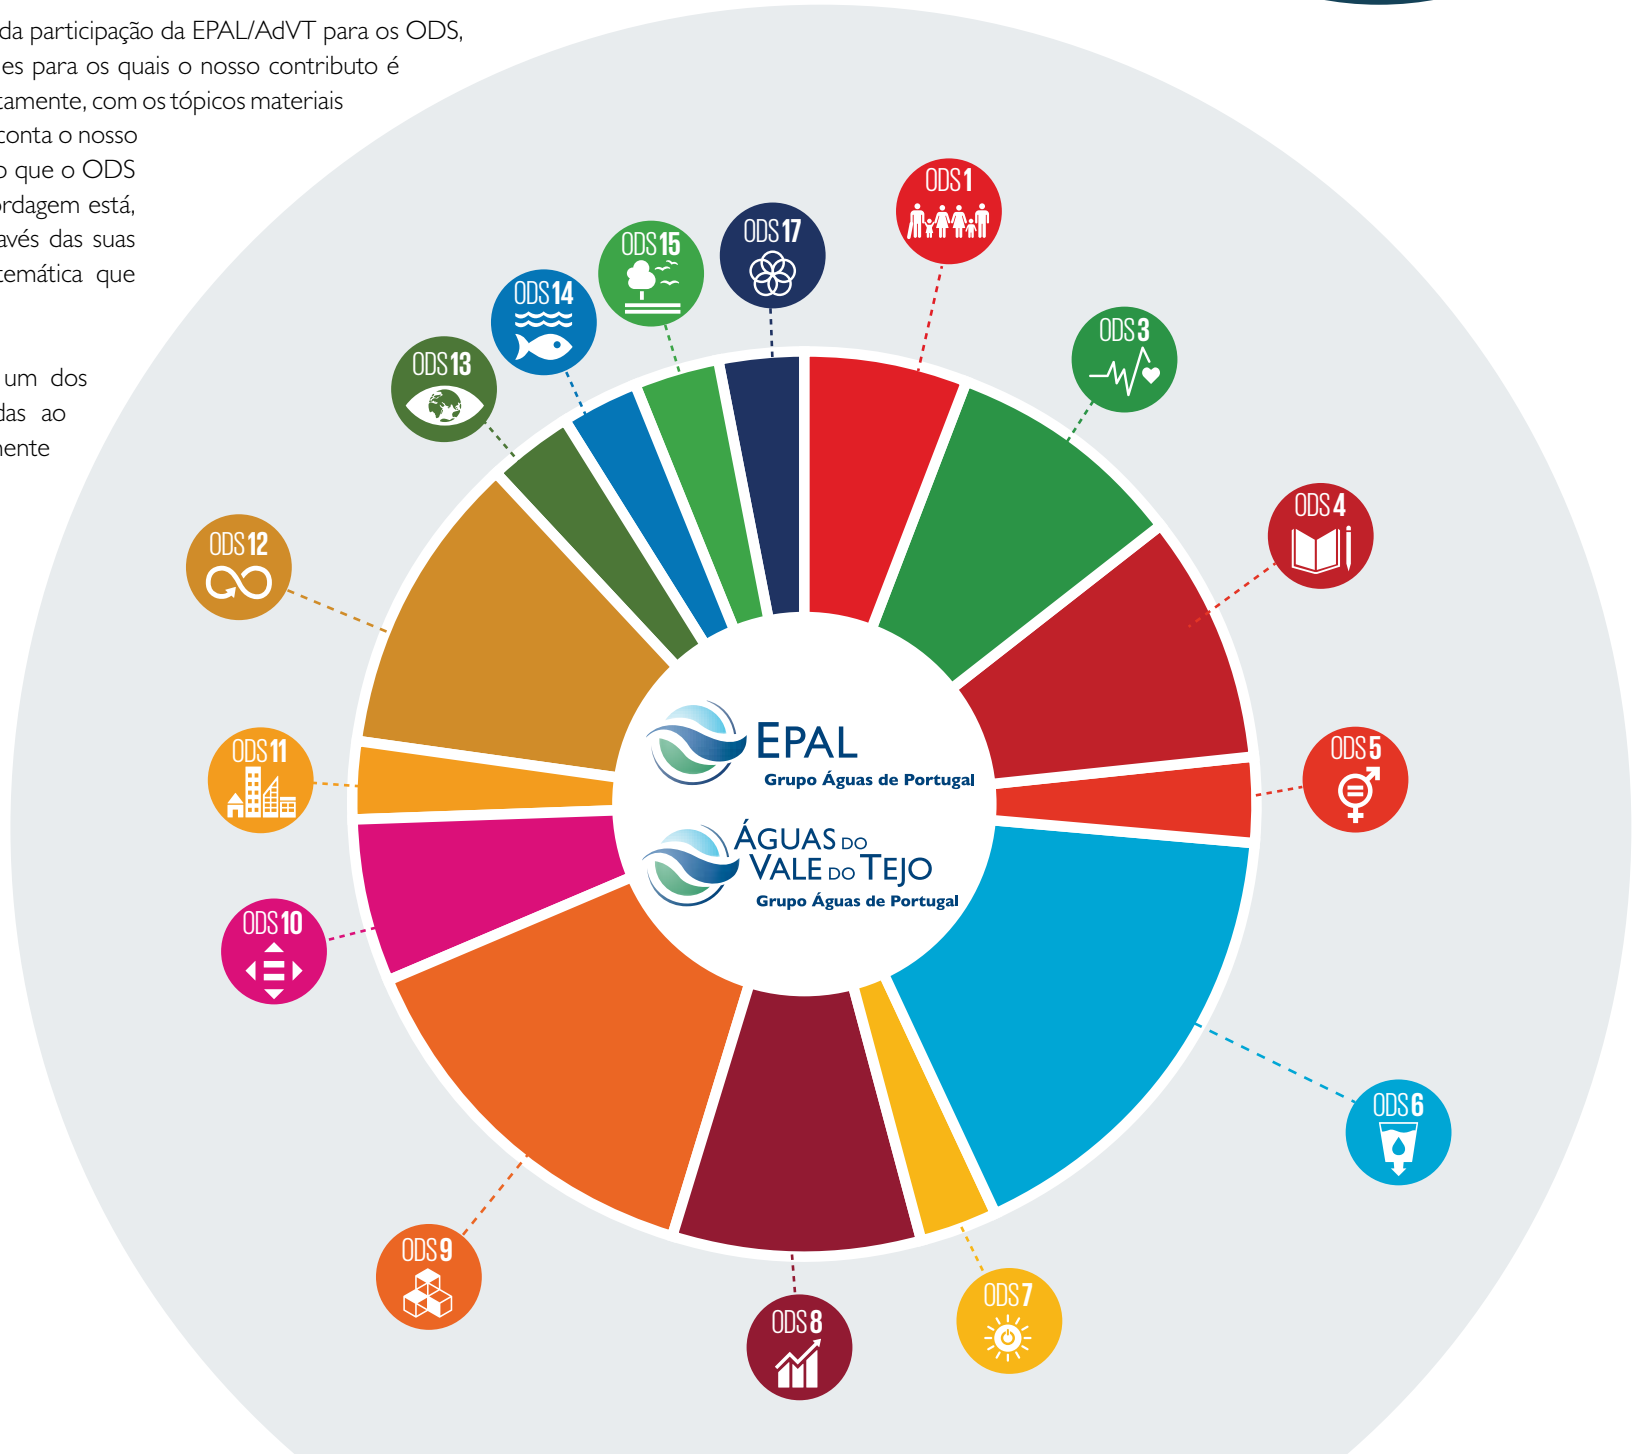 da participação da EPAL/AdVT para os ODS,
es para os quais o nosso contributo é
tamente, com os tópicos materiais
conta o nosso
o que o ODS
ordagem está,
avés das suas
temática que
um dos
das ao
mente
ODS 1
ODS 3
ODS 4
ODS 5
ODS 6
ODS 7
ODS 8
ODS 9
ODS 10
ODS 11
ODS 12
ODS 13
ODS 14
ODS 15
ODS 17
EPAL
Grupo Águas de Portugal
ÁGUAS DO
VALE DO TEJO
Grupo Águas de Portugal